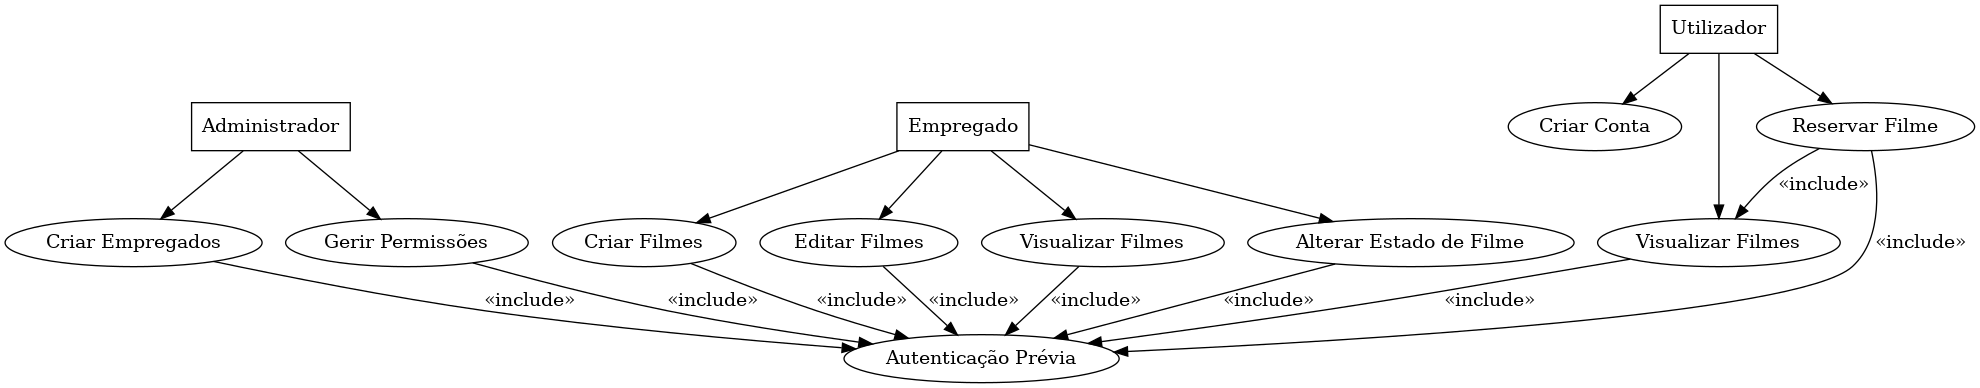 Utilizador
Administrador
Empregado
Criar Conta
Reservar Filme
«include»
Criar Empregados
Gerir Permissões
Criar Filmes
Editar Filmes
Visualizar Filmes
Alterar Estado de Filme
Visualizar Filmes
«include»
«include»
«include»
«include»
«include»
«include»
«include»
«include»
Autenticação Prévia